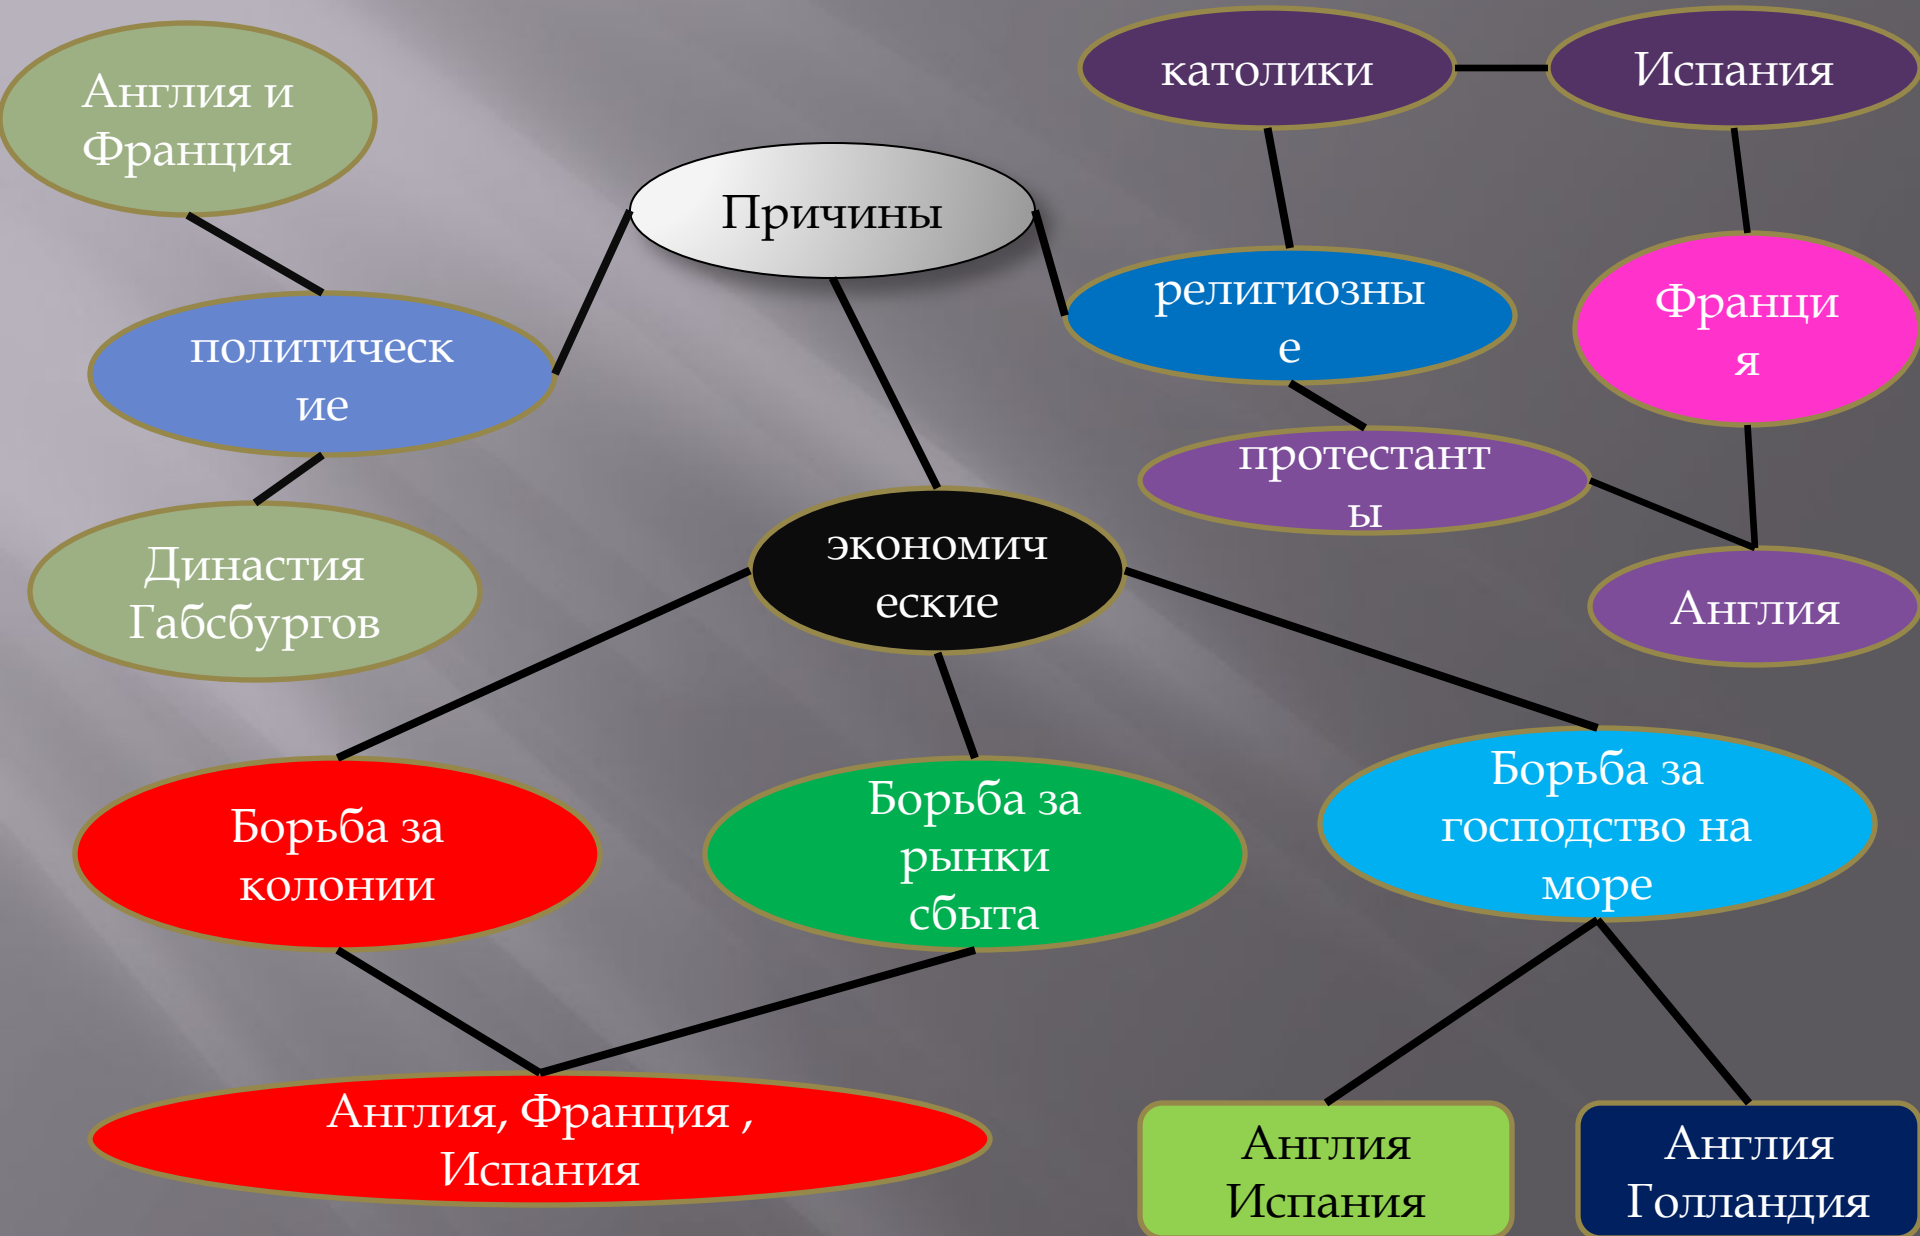 Англия и
Франция
католики
Испания
Причины
религиозны
е
Франци
я
политическ
ие
протестант
ы
экономич
еские
Династия
Габсбургов
Англия
Борьба за
колонии
Борьба за
рынки
сбыта
Борьба за
господство на
море
Англия, Франция ,
Испания
Англия
Испания
Англия
Голландия